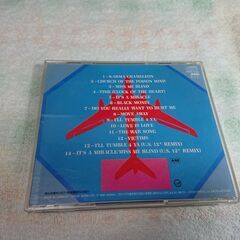 1・KARMA CHAMELEON
2・CHURCH OF THE POISON MIND
3・MISS ME BLIND
4・TIME (CLOCK OF THE HEART)
5・IT'S A MIRACLE
6・BLACK MONEY
7・DO YOU REALLY WANT TO HURT ME
8・MOVE AWAY
9・I'LL TUMBLE 4 YA
10・LOVE IS LOVE
11・THE WAR SONG
12・VICTIMS
13・I'LL TUMBLE 4 YA (U.S. 12" REMIX)
14・IT'S A MIRACLE/MISS ME BLIND (U.S. 12" REMIX)